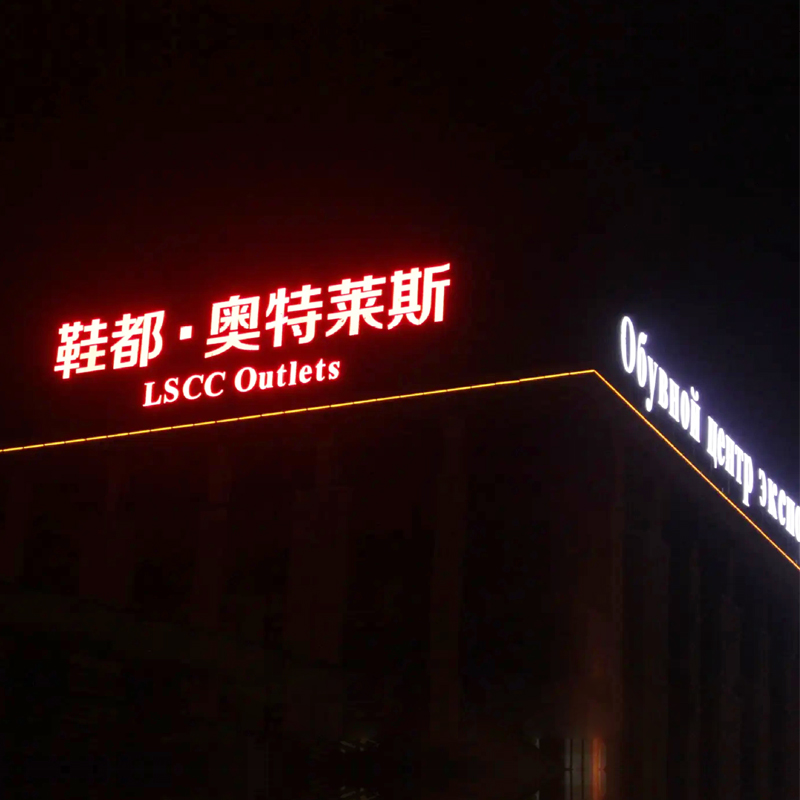 鞋都·奥特莱斯
LSCC Outlets
Обувной центр